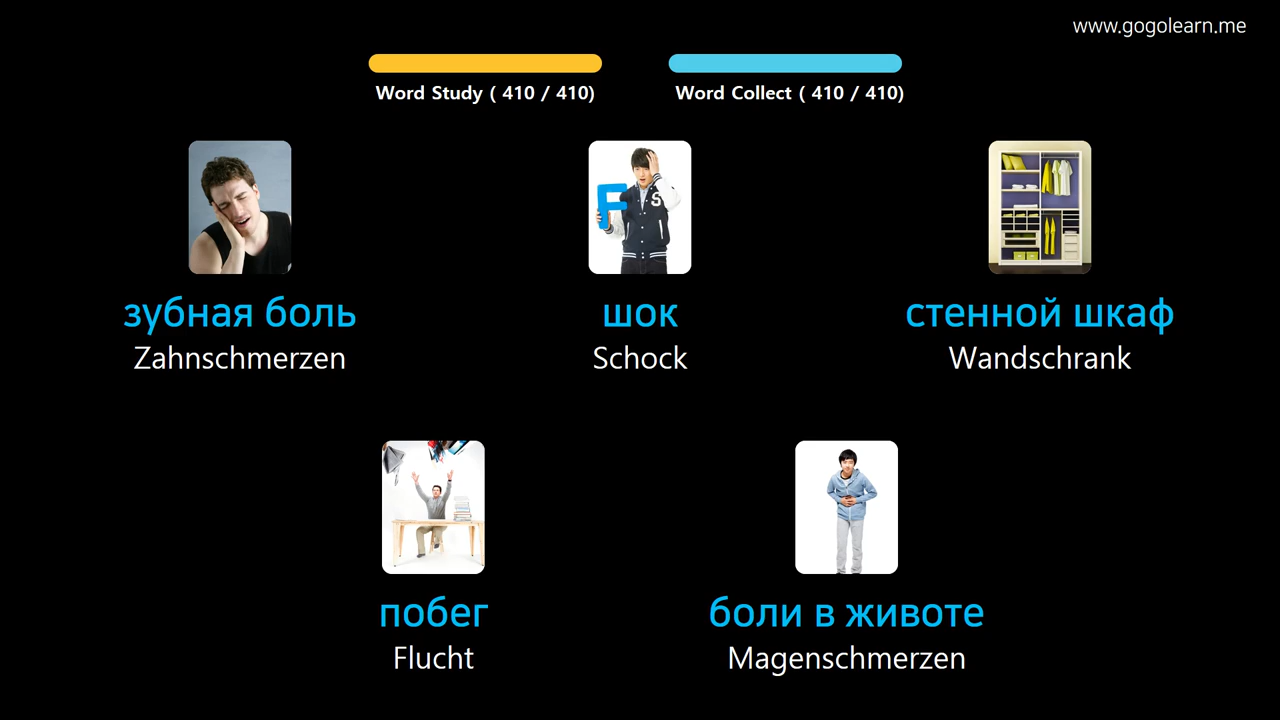 www.gogolearn.me
Word Study ( 410 / 410)
Word Collect ( 410 / 410)
зубная боль
Zahnschmerzen
шок
Schock
стенной шкаф
Wandschrank
побег
Flucht
боли в животе
Magenschmerzen
F
S